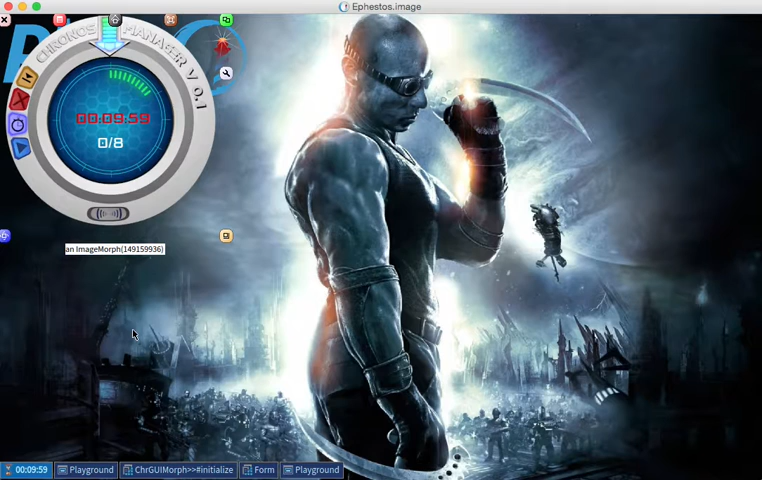 Ephestos.image
CHRONOS MANAGER V 0.1
00:09:59
0/8
an ImageMorph(149159936)
00:09:59
Playground
ChrGUIMorph>>#initialize
Form
Playground